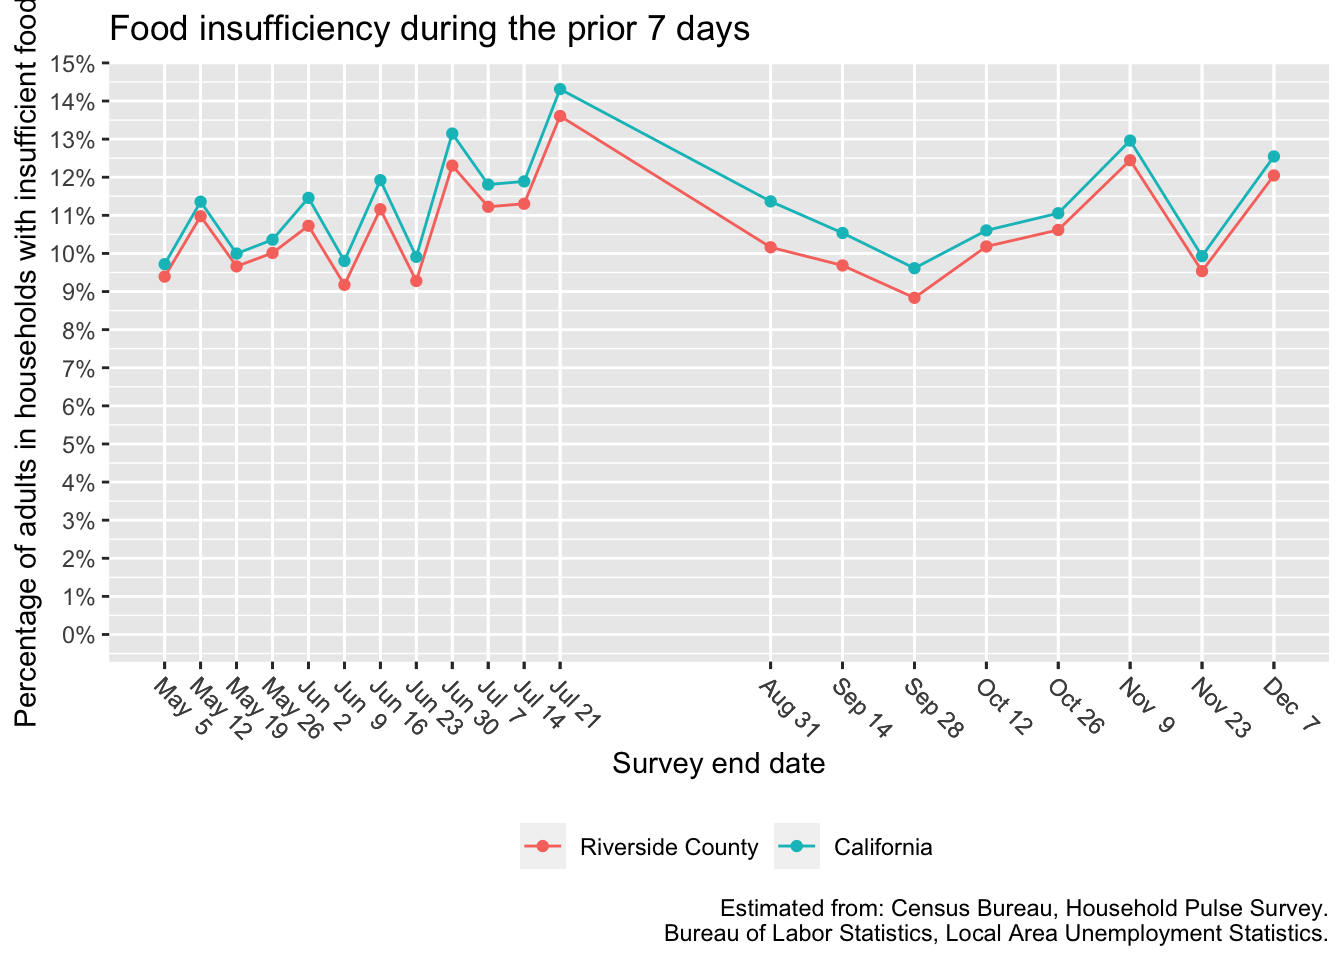 Food insufficiency during the prior 7 days
Percentage of adults in households with insufficient food
15%
14%
13%
12%
11%
10%
9%
8%
7%
6%
5%
4%
3%
2%
1%
0%
May  5
May 12
May 19
May 26
Jun  2
Jun  9
Jun 16
Jun 23
Jun 30
Jul  7
Jul 14
Jul 21
Aug 31
Sep 14
Sep 28
Oct 12
Oct 26
Nov  9
Nov 23
Dec  7
Survey end date
Riverside County
California
Estimated from: Census Bureau, Household Pulse Survey.
Bureau of Labor Statistics, Local Area Unemployment Statistics.